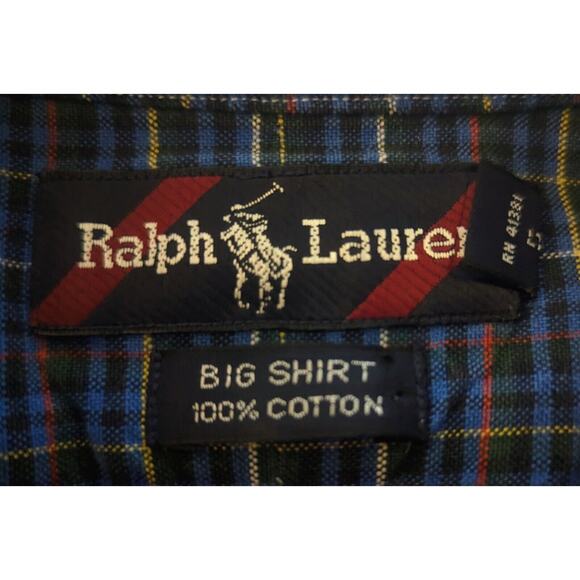 Ralph Lauren
RN 41381
BIG SHIRT
100% COTTON